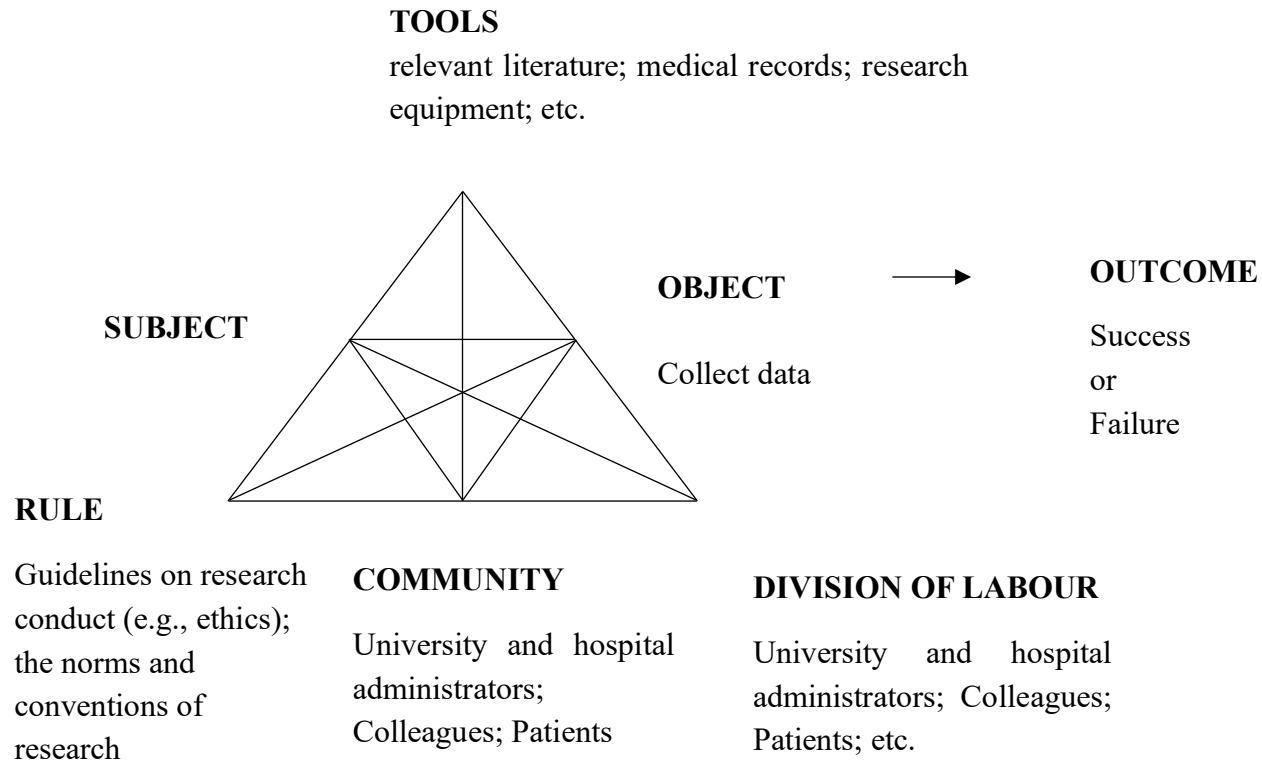 TOOLS
relevant literature; medical records; research
equipment; etc.
SUBJECT
OBJECT
Collect data
OUTCOME
Success
or
Failure
RULE
Guidelines on research
conduct (e.g., ethics);
the norms and
conventions of
research
COMMUNITY
University and hospital
administrators;
Colleagues; Patients
DIVISION OF LABOUR
University and hospital
administrators; Colleagues;
Patients; etc.